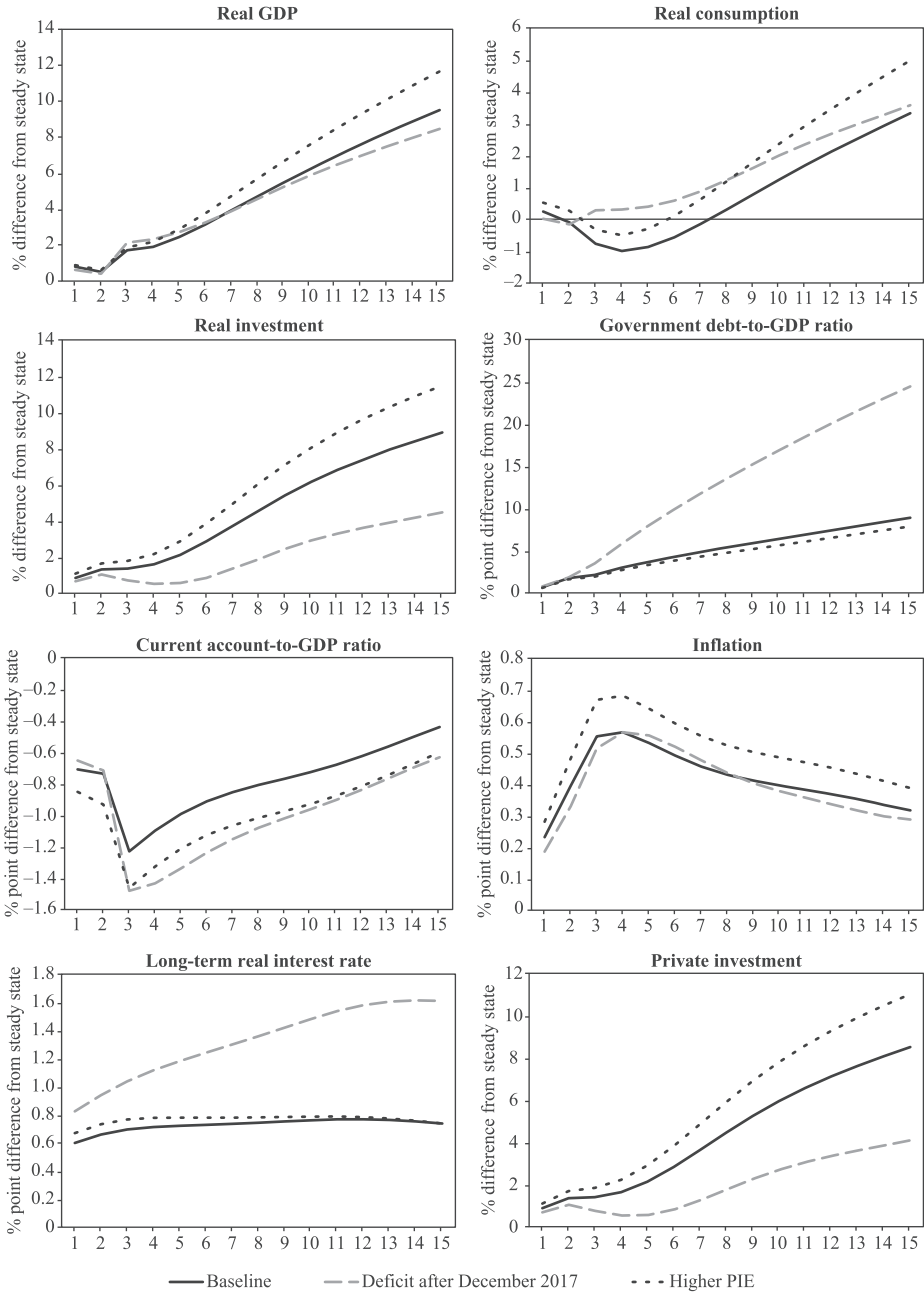 Real GDP
% difference from steady state
14
12
10
8
6
4
2
0
1 2 3 4 5 6 7 8 9 10 11 12 13 14 15
Real consumption
% difference from steady state
6
5
4
3
2
1
0
−1
−2
1 2 3 4 5 6 7 8 9 10 11 12 13 14 15
Real investment
% difference from steady state
14
12
10
8
6
4
2
0
1 2 3 4 5 6 7 8 9 10 11 12 13 14 15
Government debt-to-GDP ratio
% point difference from steady state
30
25
20
15
10
5
0
1 2 3 4 5 6 7 8 9 10 11 12 13 14 15
Current account-to-GDP ratio
% point difference from steady state
0
−0.2
−0.4
−0.6
−0.8
−1.0
−1.2
−1.4
−1.6
1 2 3 4 5 6 7 8 9 10 11 12 13 14 15
Inflation
% point difference from steady state
0.8
0.7
0.6
0.5
0.4
0.3
0.2
0.1
0
1 2 3 4 5 6 7 8 9 10 11 12 13 14 15
Long-term real interest rate
% point difference from steady state
1.8
1.6
1.4
1.2
1.0
0.8
0.6
0.4
0.2
0
1 2 3 4 5 6 7 8 9 10 11 12 13 14 15
Private investment
% difference from steady state
12
10
8
6
4
2
0
1 2 3 4 5 6 7 8 9 10 11 12 13 14 15
Baseline
Deficit after December 2017
Higher PIE